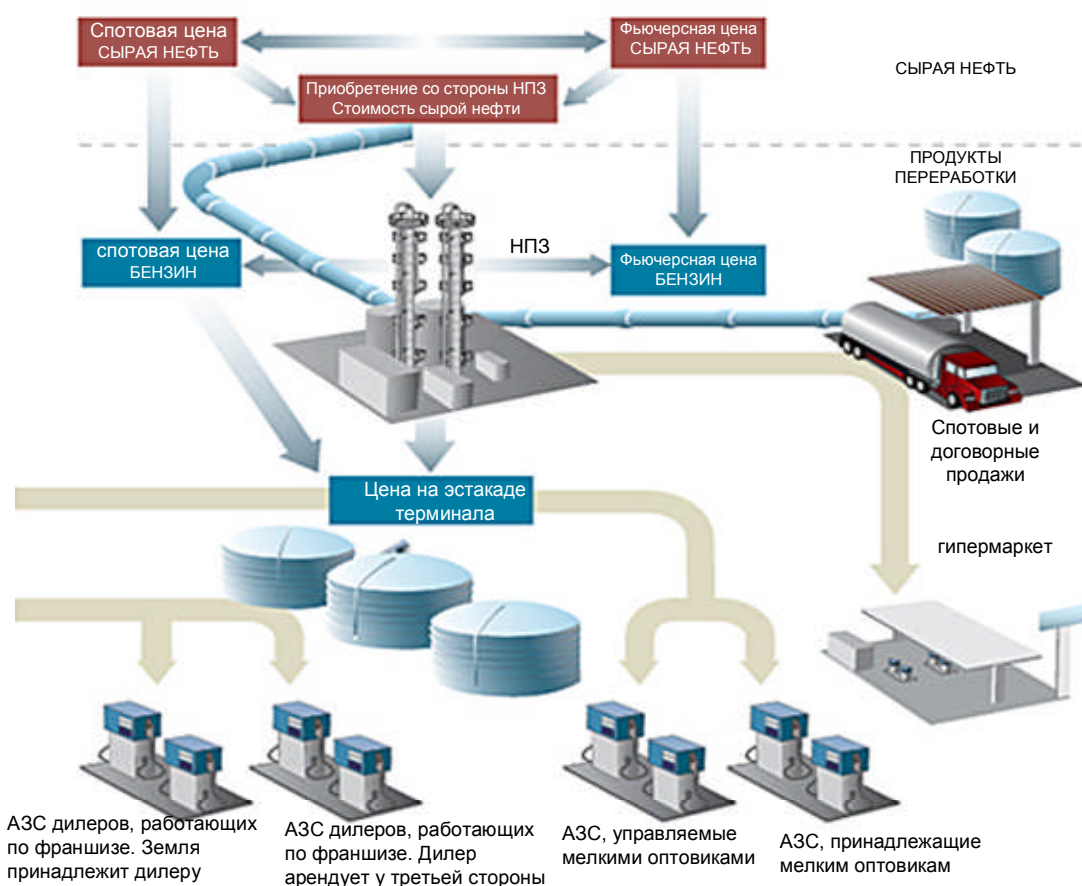 Спотовая цена
СЫРАЯ НЕФТЬ
Фьючерсная цена
СЫРАЯ НЕФТЬ
СЫРАЯ НЕФТЬ
Приобретение со стороны НПЗ
Стоимость сырой нефти
ПРОДУКТЫ
ПЕРЕРАБОТКИ
спотовая цена
БЕНЗИН
НПЗ
Фьючерсная цена
БЕНЗИН
Спотовые и
договорные
продажи
Цена на эстакаде
терминала
гипермаркет
АЗС дилеров, работающих
по франшизе. Земля
принадлежит дилеру
АЗС дилеров, работающих
по франшизе. Дилер
арендует у третьей стороны
АЗС, управляемые
мелкими оптовиками
АЗС, принадлежащие
мелким оптовикам